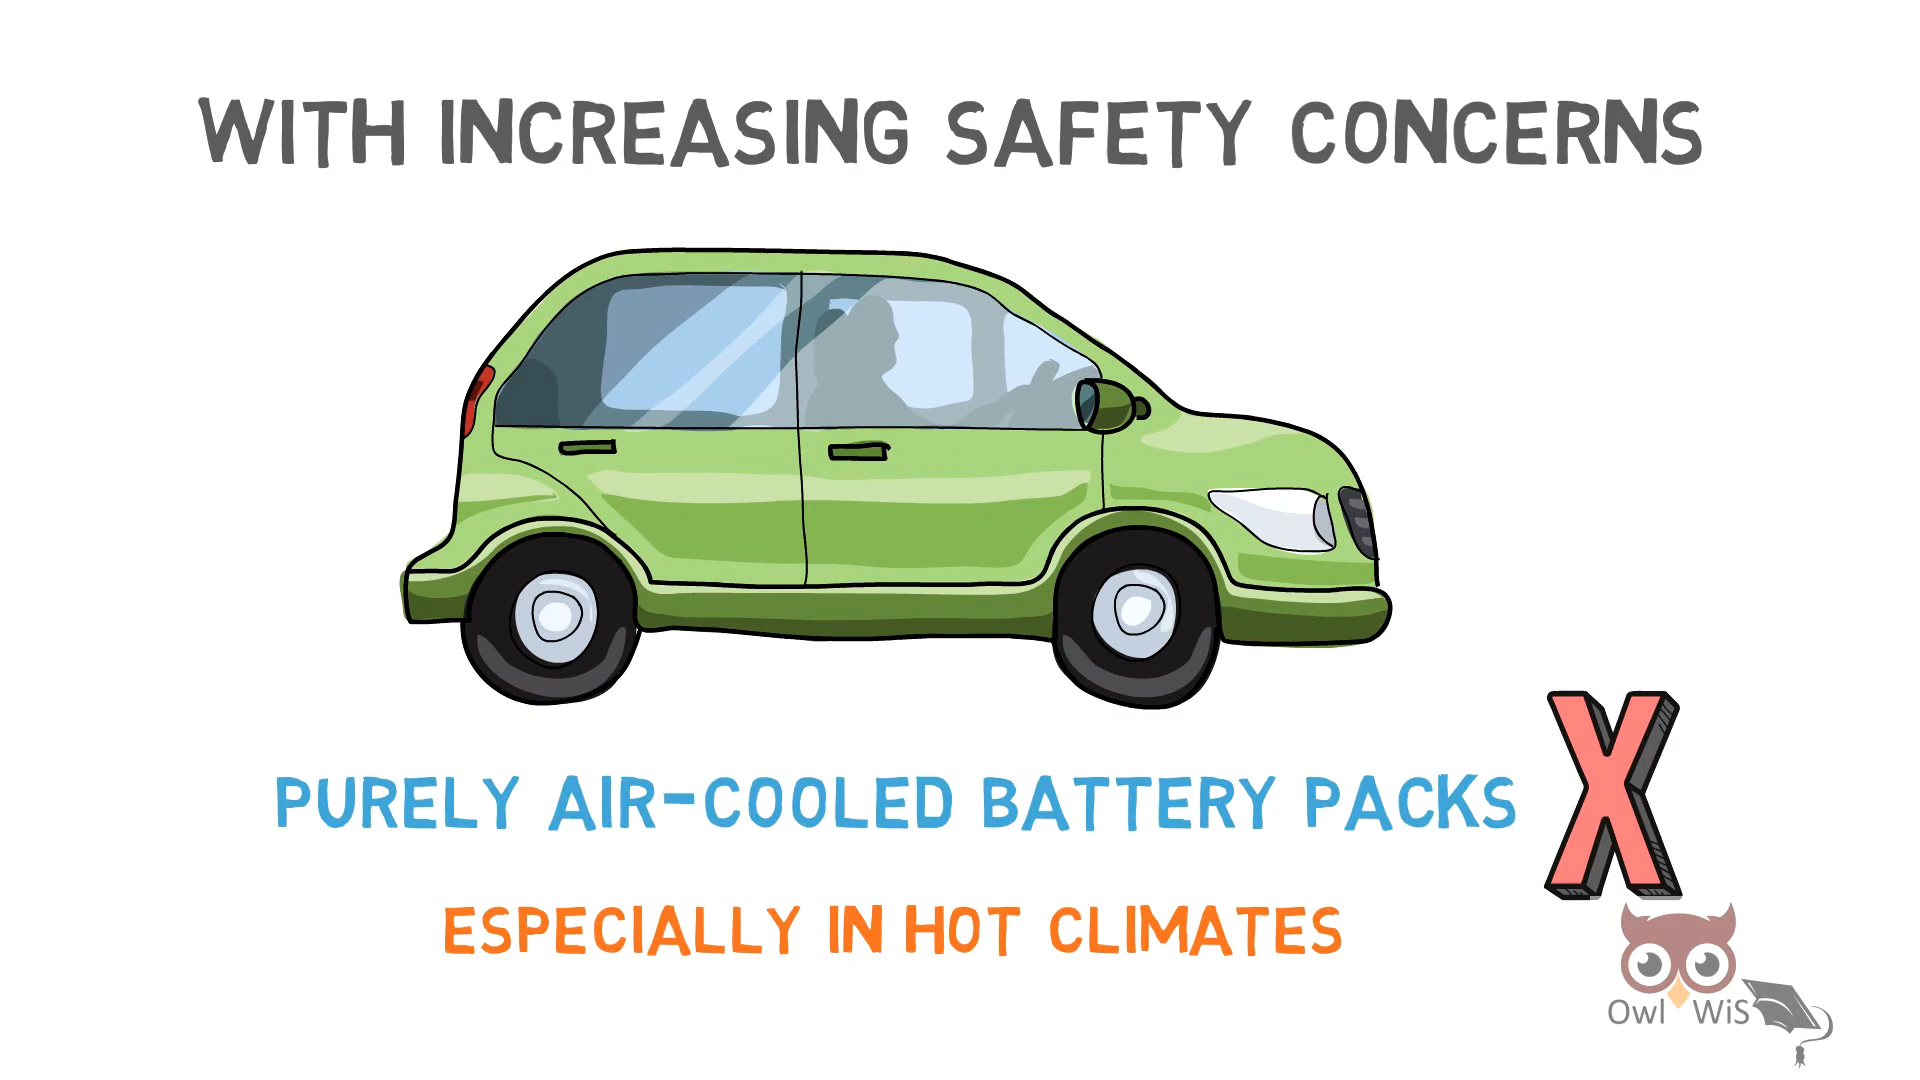 WITH INCREASING SAFETY CONCERNS
PURELY AIR-COOLED BATTERY PACKS X
ESPECIALLY IN HOT CLIMATES
Owl WiS